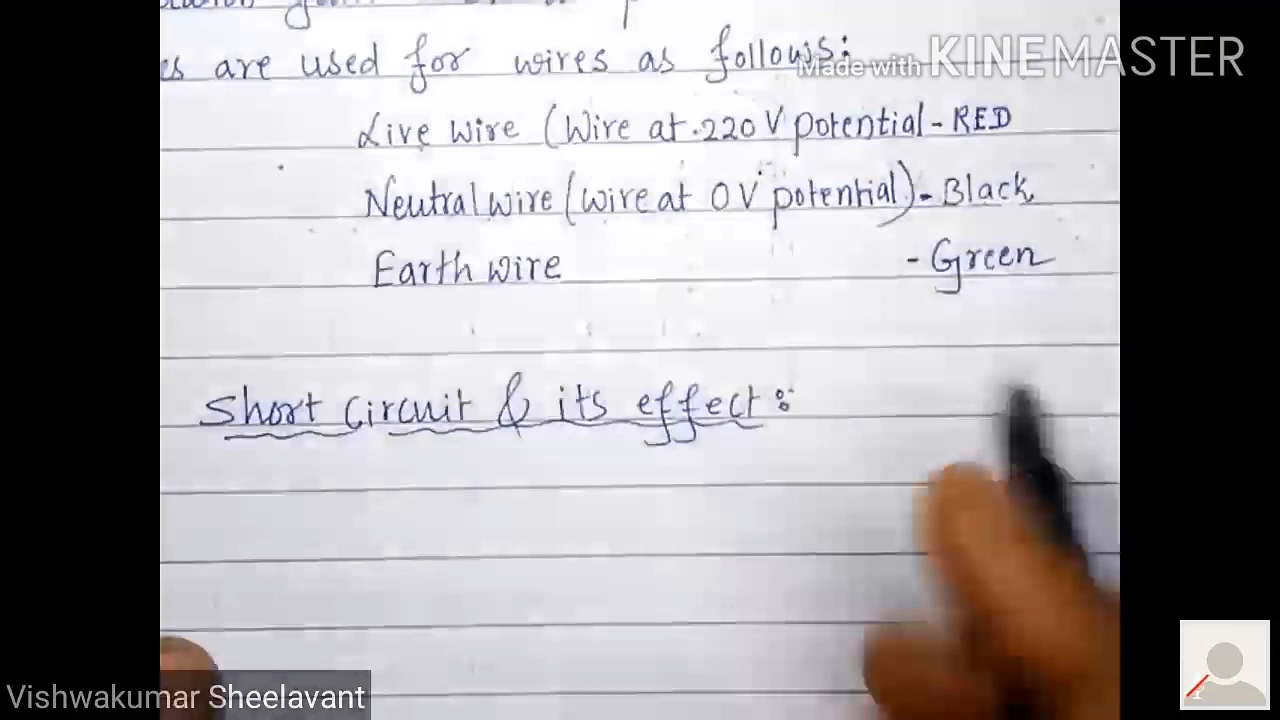 es are used for wires as follows:
Made with KINEMASTER
Live wire (Wire at .220 V potential - RED
Neutral wire (wire at 0 V potential) - Black
Earth wire - Green
Short Circuit & its effect :
Vishwakumar Sheelavant